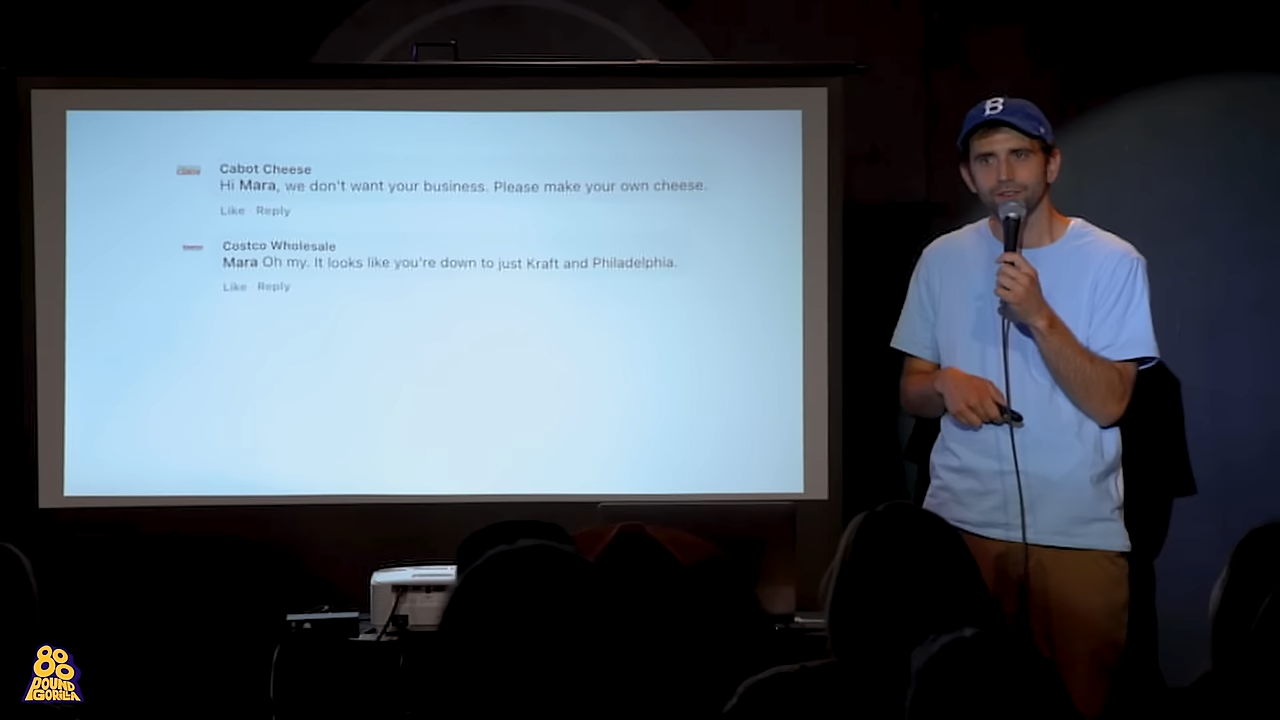 B
Cabot Cheese
Hi Mara, we don't want your business. Please make your own cheese.
Like Reply
Costco Wholesale
Mara Oh my. It looks like you're down to just Kraft and Philadelphia.
Like Reply
800
POUND
GORILLA